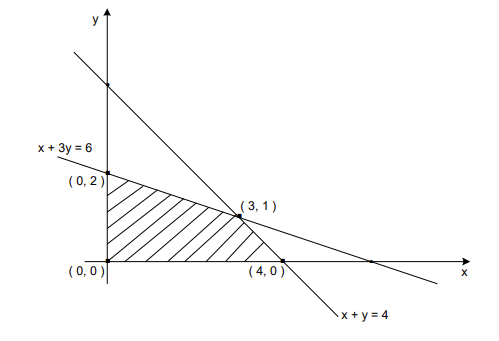 y
x + 3y = 6
( 0, 2 )
( 3, 1 )
( 0, 0 )
( 4, 0 )
x
x + y = 4